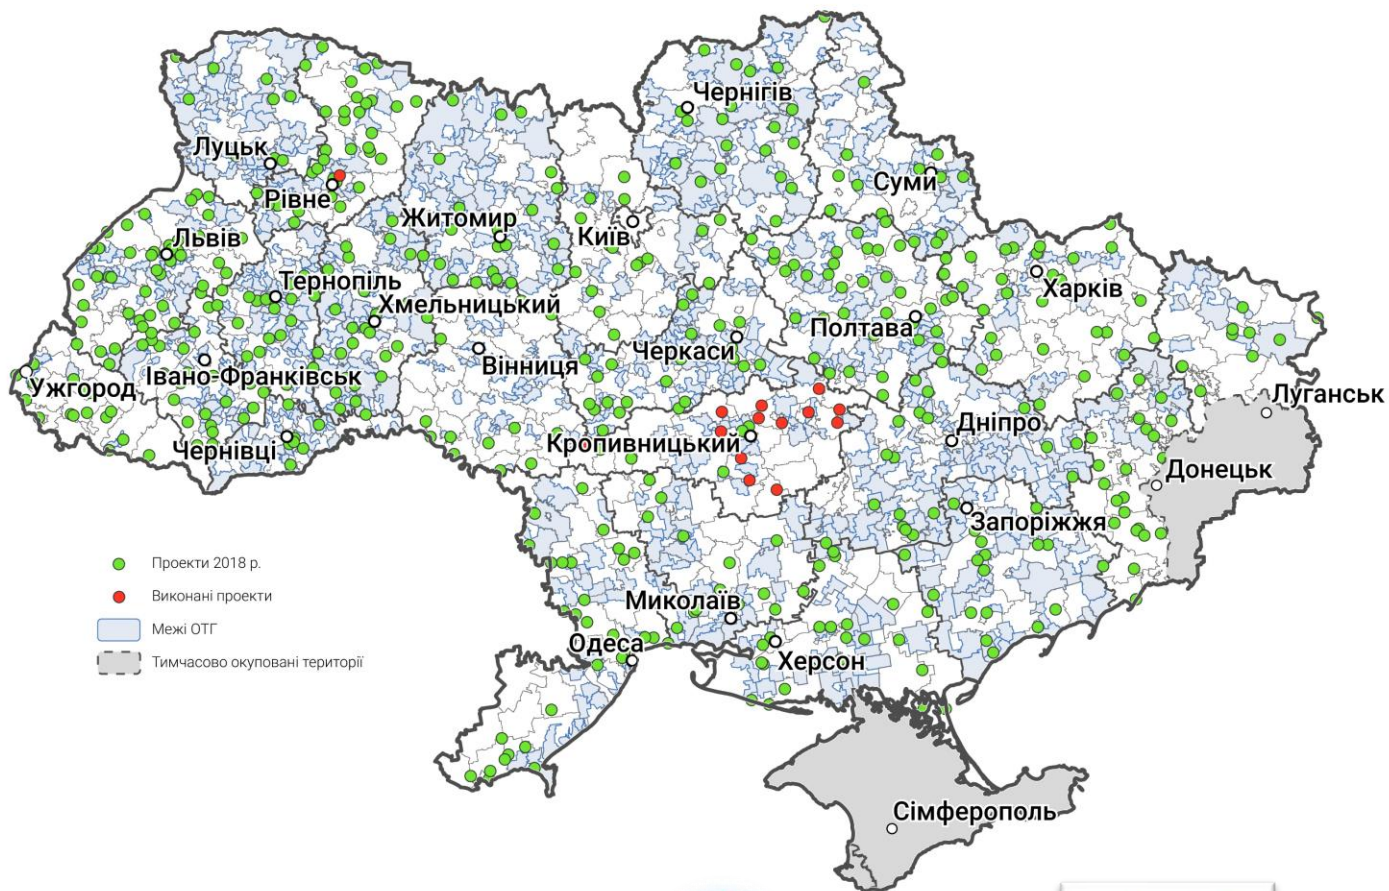 Чернігів
Луцьк
Суми
Рівне
Житомир
Київ
Львів
Тернопіль
Харків
Хмельницький
Полтава
Черкаси
Вінниця
Івано-Франківськ
Ужгород
Луганськ
Дніпро
Кропивницький
Чернівці
Донецьк
Запоріжжя
Проекти 2018 р.
Виконані проекти
Миколаїв
Межі ОТГ
Одеса
Херсон
Тимчасово окуповані території
Сімферополь